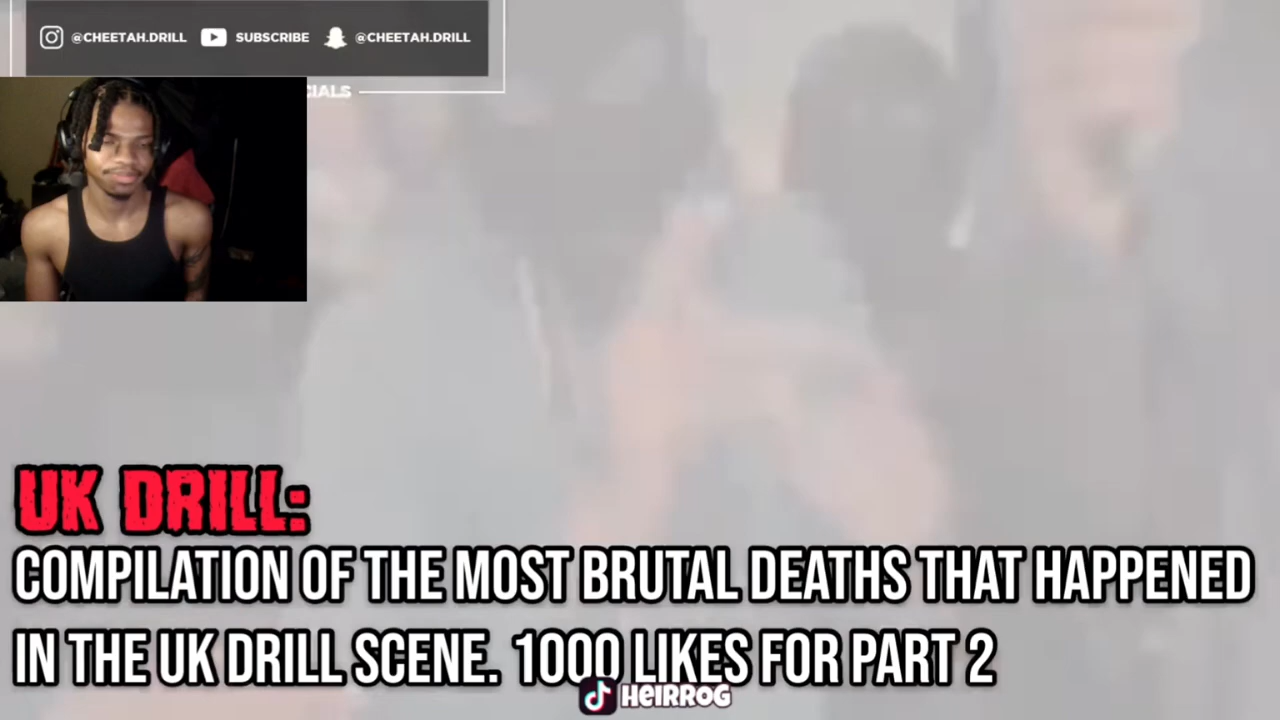 @CHEETAH.DRILL SUBSCRIBE @CHEETAH.DRILL
CIALS
UK DRILL:
COMPILATION OF THE MOST BRUTAL DEATHS THAT HAPPENED
IN THE UK DRILL SCENE. 1000 LIKES FOR PART 2
HEIRROG